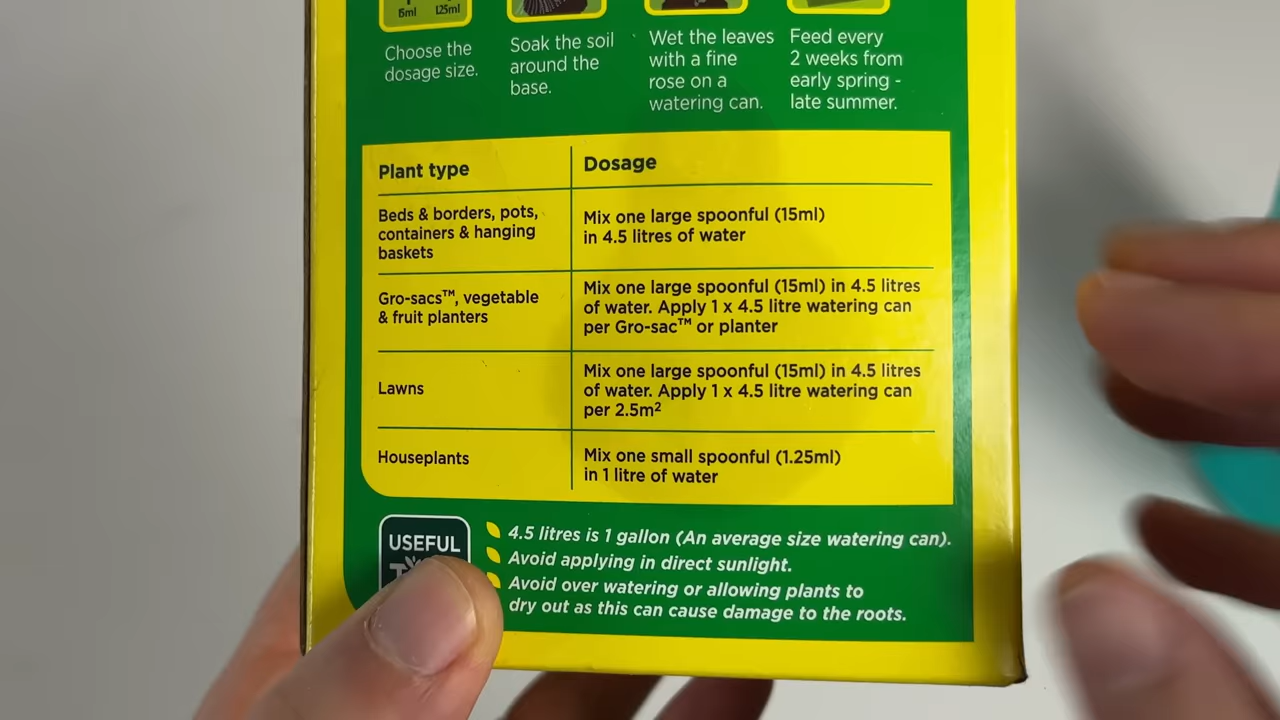 15ml 1.25ml
Choose the
dosage size.
Soak the soil
around the
base.
Wet the leaves
with a fine
rose on a
watering can.
Feed every
2 weeks from
early spring -
late summer.
Plant type
Dosage
Beds & borders, pots,
containers & hanging
baskets
Mix one large spoonful (15ml)
in 4.5 litres of water
Gro-sacs™, vegetable
& fruit planters
Mix one large spoonful (15ml) in 4.5 litres
of water. Apply 1 x 4.5 litre watering can
per Gro-sac™ or planter
Lawns
Mix one large spoonful (15ml) in 4.5 litres
of water. Apply 1 x 4.5 litre watering can
per 2.5m²
Houseplants
Mix one small spoonful (1.25ml)
in 1 litre of water
USEFUL
4.5 litres is 1 gallon (An average size watering can).
Avoid applying in direct sunlight.
Avoid over watering or allowing plants to
dry out as this can cause damage to the roots.